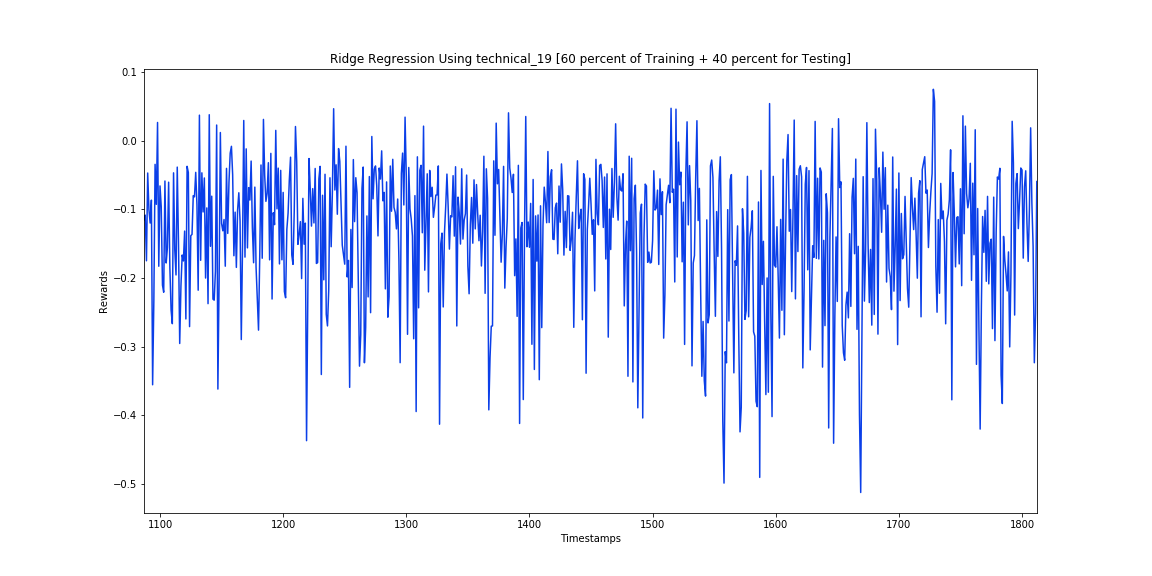 Ridge Regression Using technical_19 [60 percent of Training + 40 percent for Testing]
0.1
0.0
−0.1
−0.2
−0.3
−0.4
−0.5
Rewards
1100 1200 1300 1400 1500 1600 1700 1800
Timestamps